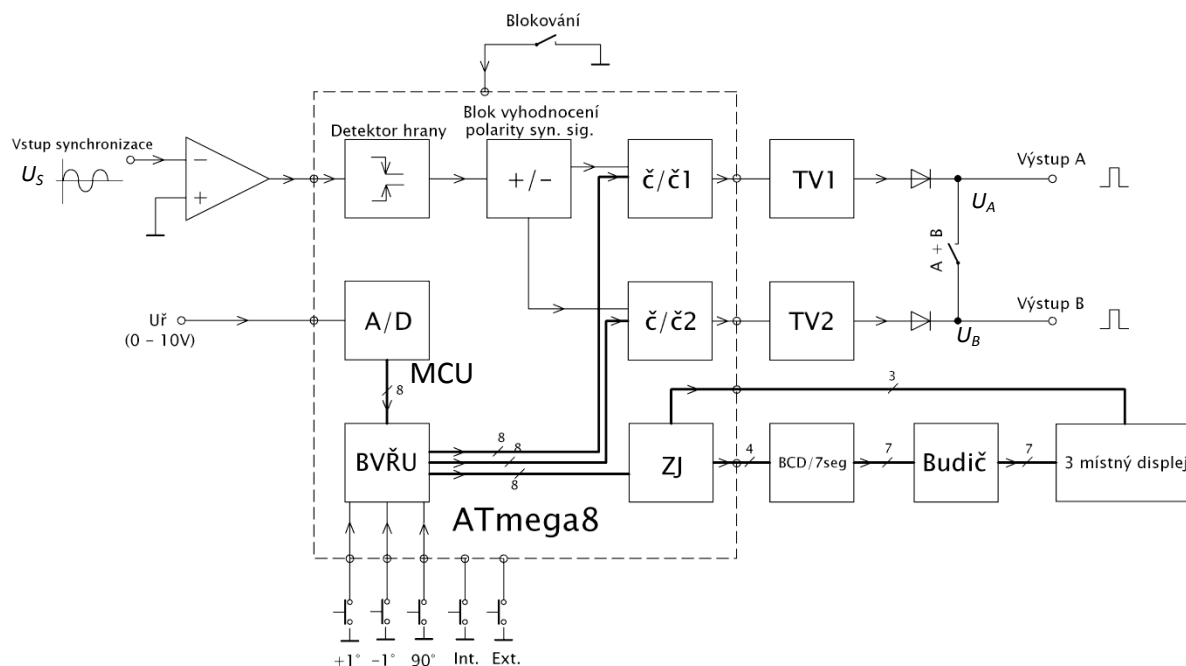 Blokování
Vstup synchronizace
U_S
−
+
Detektor hrany
Blok vyhodnocení
polarity syn. sig.
+/−
č/č1
TV1
Výstup A
U_A
A + B
Uř
(0 – 10V)
A/D
MCU
8
č/č2
TV2
Výstup B
U_B
BVŘU
8
8
8
ZJ
3
4
BCD/7seg
7
Budič
7
3 místný displej
ATmega8
+1° −1° 90° Int. Ext.